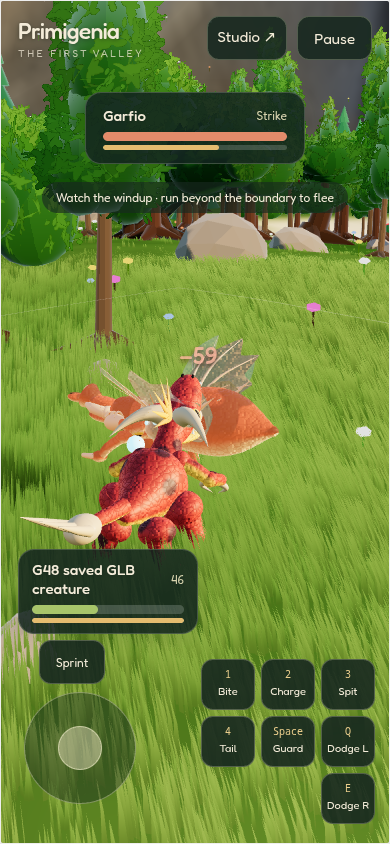 Primigenia
THE FIRST VALLEY
Studio ↗
Pause
Garfio
Strike
Watch the windup · run beyond the boundary to flee
−59
G48 saved GLB
creature
46
Sprint
1
Bite
2
Charge
3
Spit
4
Tail
Space
Guard
Q
Dodge L
E
Dodge R